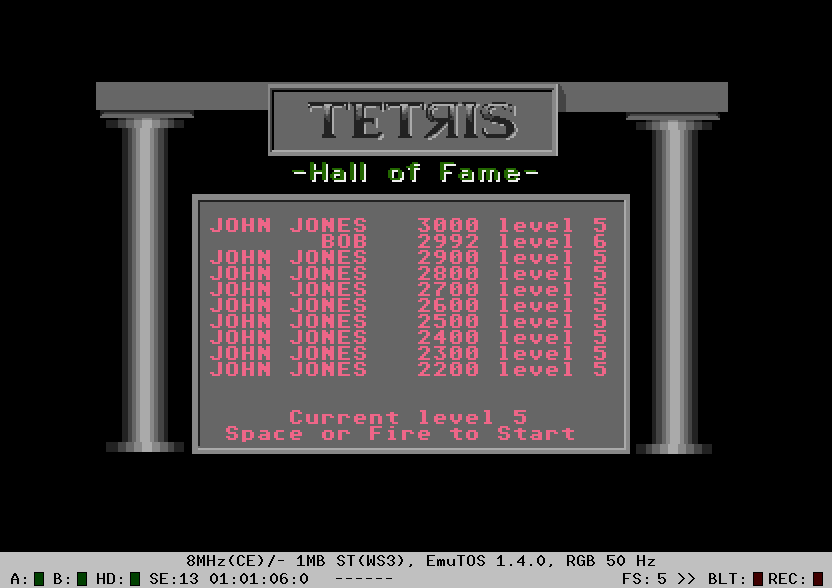 TETRIS
-Hall of Fame-
JOHN JONES 3000 level 5
BOB 2992 level 6
JOHN JONES 2900 level 5
JOHN JONES 2800 level 5
JOHN JONES 2700 level 5
JOHN JONES 2600 level 5
JOHN JONES 2500 level 5
JOHN JONES 2400 level 5
JOHN JONES 2300 level 5
JOHN JONES 2200 level 5
Current level 5
Space or Fire to Start
8MHz(CE)/- 1MB ST(WS3), EmuTOS 1.4.0, RGB 50 Hz
A: B: HD: SE:13 01:01:06:0 ------ FS: 5 >> BLT: REC: